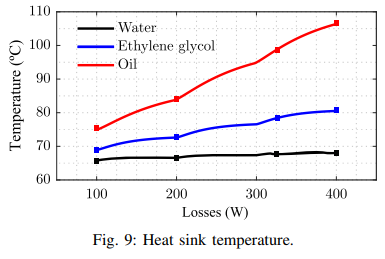 110
100
90
80
70
60
Temperature (ºC)
Water
Ethylene glycol
Oil
100
200
300
400
Losses (W)
Fig. 9: Heat sink temperature.